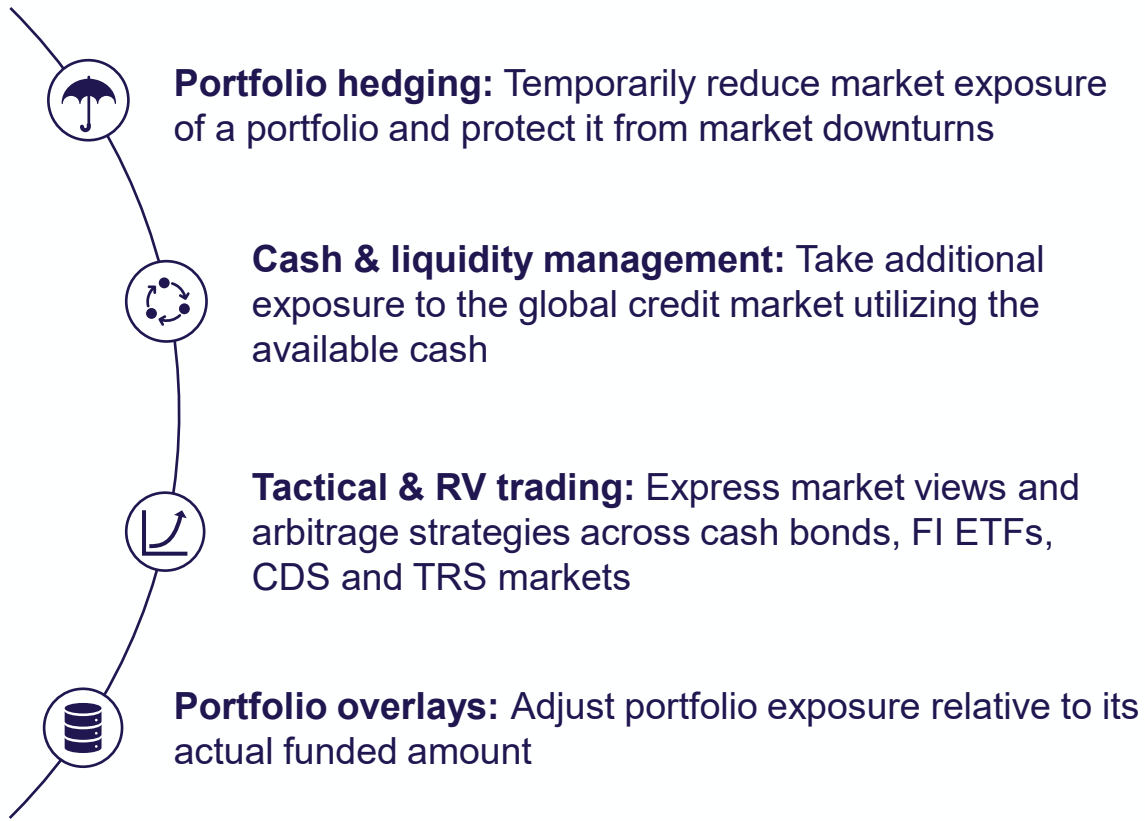 Portfolio hedging: Temporarily reduce market exposure
of a portfolio and protect it from market downturns
Cash & liquidity management: Take additional
exposure to the global credit market utilizing the
available cash
Tactical & RV trading: Express market views and
arbitrage strategies across cash bonds, FI ETFs,
CDS and TRS markets
Portfolio overlays: Adjust portfolio exposure relative to its
actual funded amount